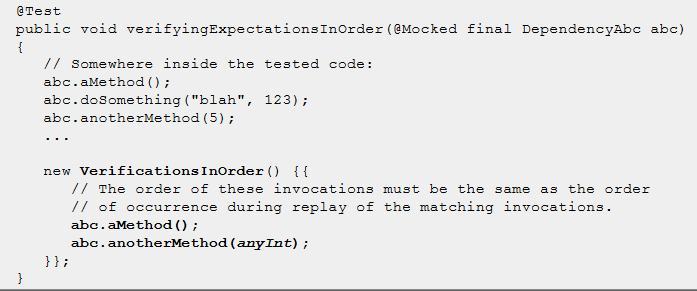 @Test
public void verifyingExpectationsInOrder(@Mocked final DependencyAbc abc)
{
   // Somewhere inside the tested code:
   abc.aMethod();
   abc.doSomething("blah", 123);
   abc.anotherMethod(5);
   ...

   new VerificationsInOrder() {{
      // The order of these invocations must be the same as the order
      // of occurrence during replay of the matching invocations.
      abc.aMethod();
      abc.anotherMethod(anyInt);
   }};
}